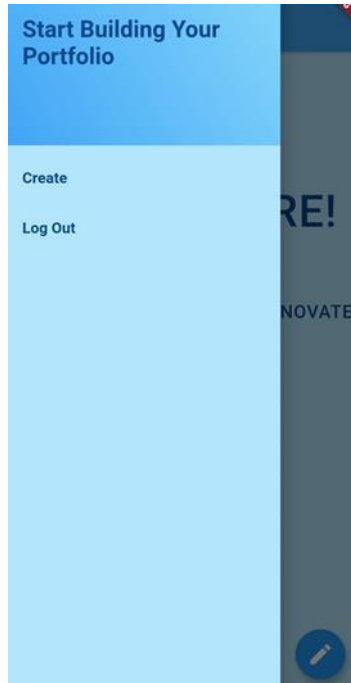 Start Building Your
Portfolio
Create
RE!
Log Out
NOVATE